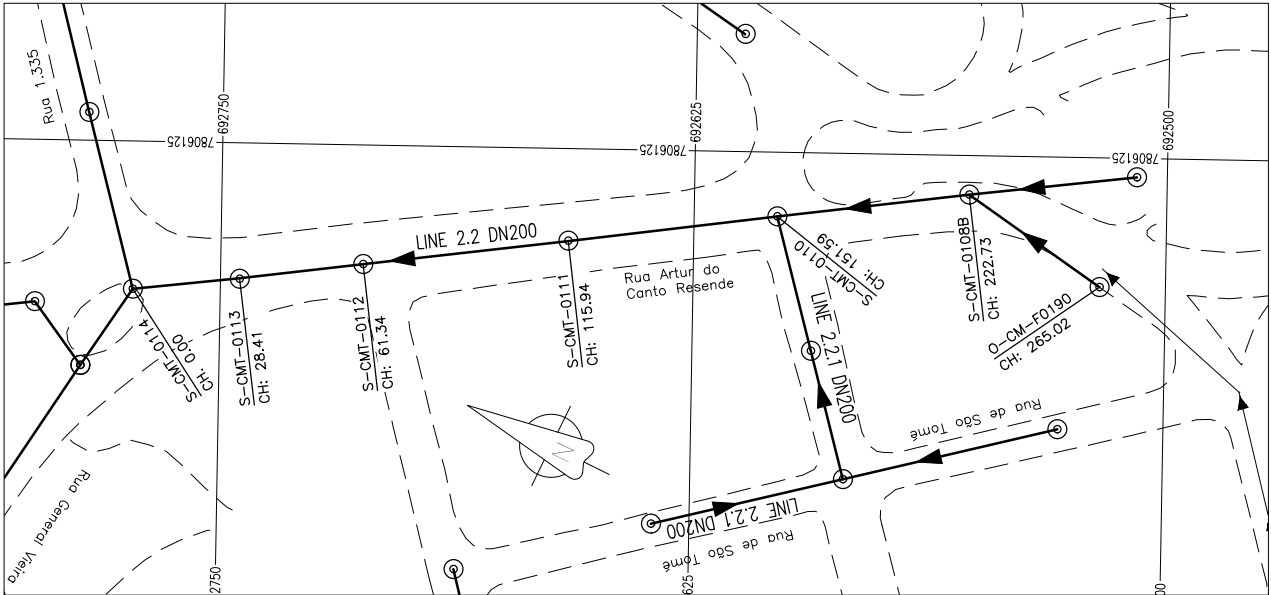 Rua 1.335
692750
692625
692500
7806125
7806125
7806125
LINE 2.2 DN200
S-CMT-0114
CH: 0.00
S-CMT-0113
CH: 28.41
S-CMT-0112
CH: 61.34
S-CMT-0111
CH: 115.94
Rua Artur do
Canto Resende
S-CMT-0110
CH: 151.59
S-CMT-0108B
CH: 222.73
O-CM-F0190
CH: 265.02
LINE 2.2.1 DN200
Rua de São Tomé
LINE 2.2.1
DN200
Rua de São Tomé
Rua General Vieira
N
2750
625
00